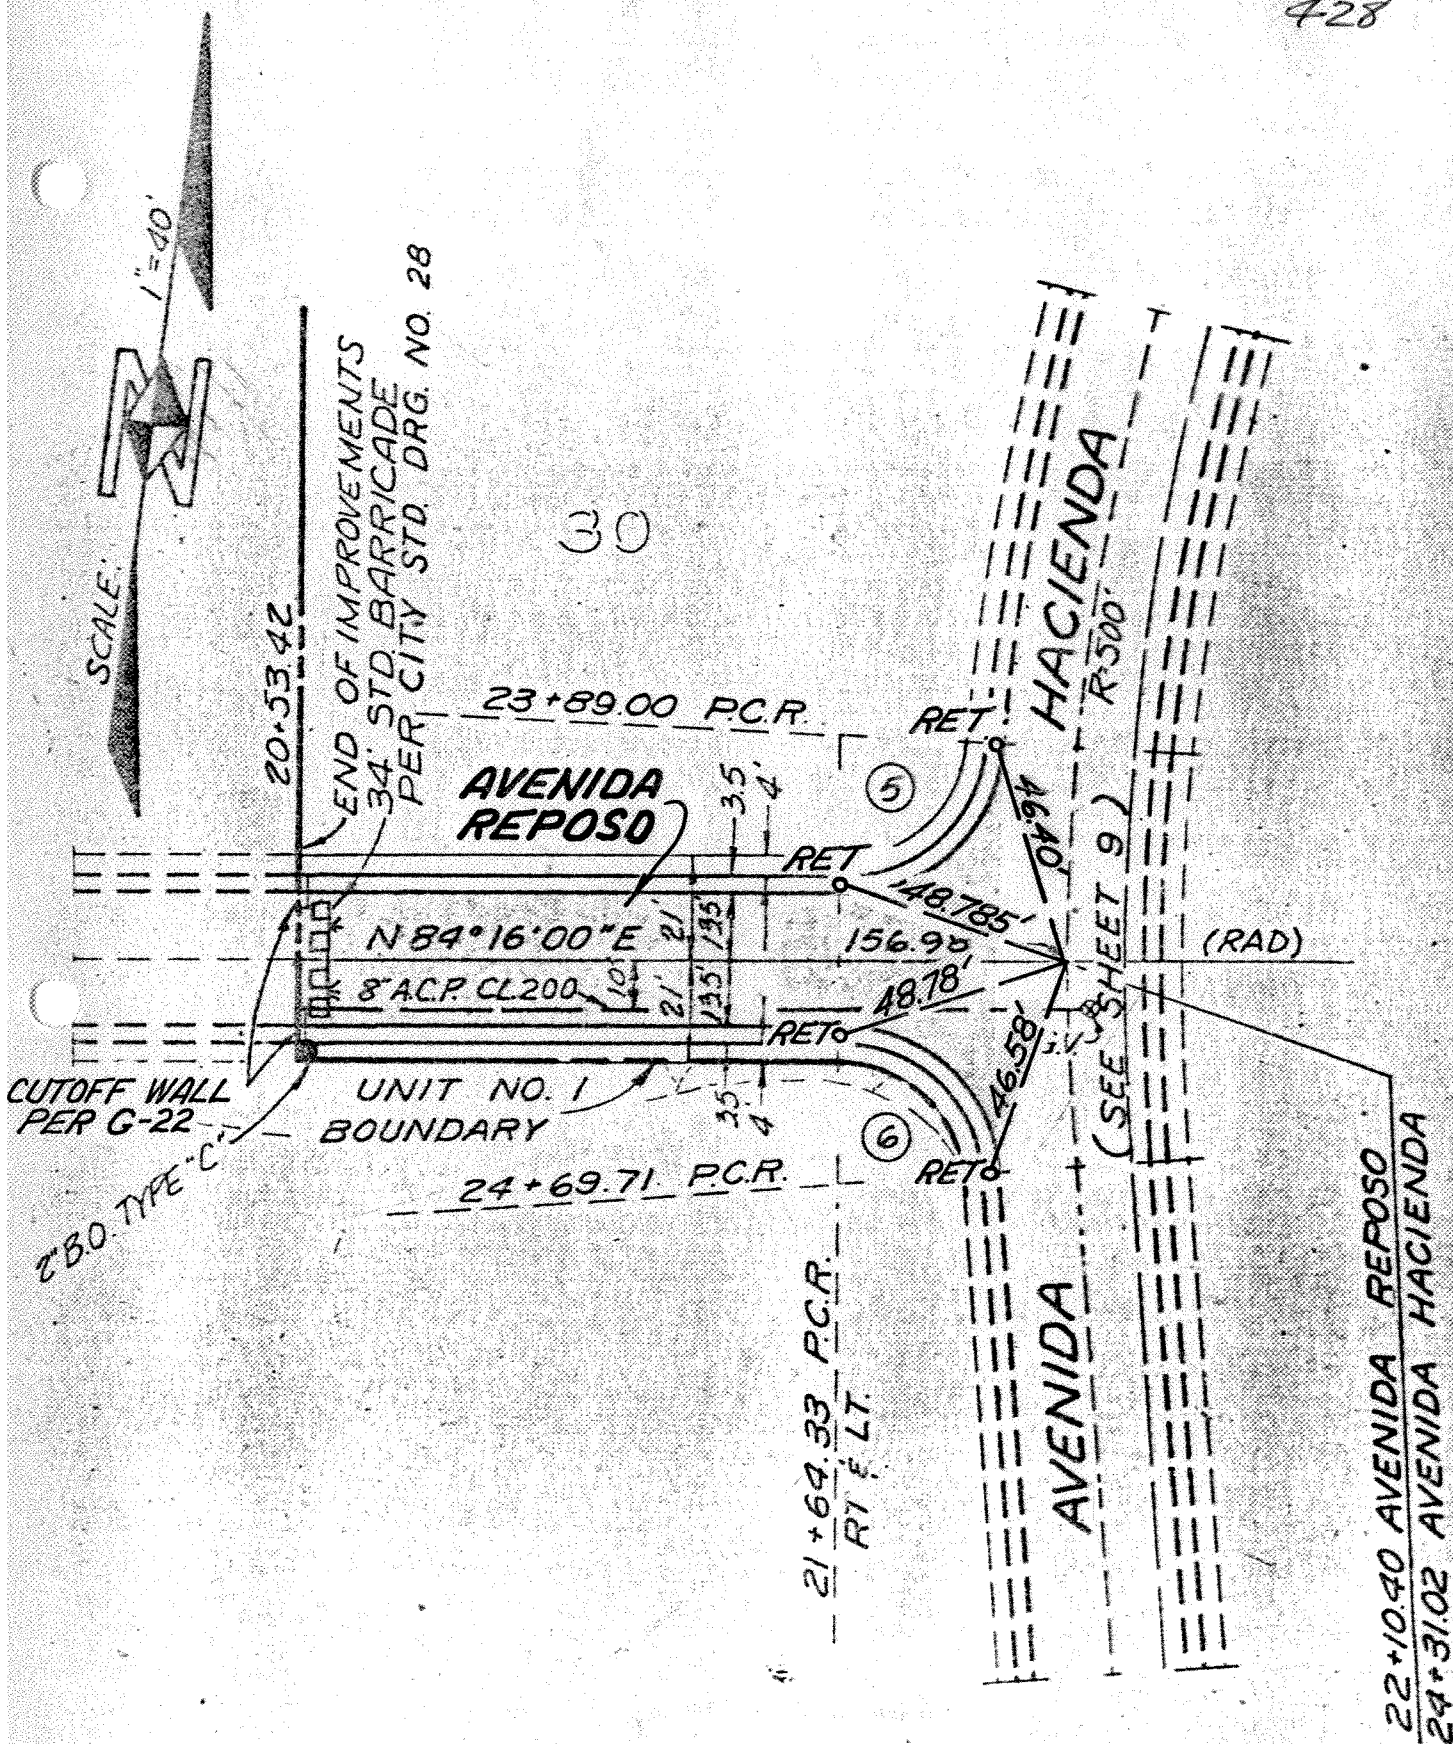 428
1"=40'
SCALE:
20+53.42
END OF IMPROVEMENTS
34' STD. BARRICADE
PER CITY STD. DRG. NO. 28
30
23+89.00 P.C.R.
AVENIDA
REPOSO
3.5'
4'
RET
5
HACIENDA
R=500'
RET
46.40'
48.785'
N 84°16'00"E
21'
13.5'
156.98
(RAD)
8" A.C.P. CL200
10'
21'
13.5'
48.78'
RET
46.58'
(SEE SHEET 9)
CUTOFF WALL
PER G-22
UNIT NO. 1
BOUNDARY
3.5'
4'
6
RET
2" B.O. TYPE "C"
24+69.71 P.C.R.
21+64.33 P.C.R.
RT & LT.
AVENIDA
22+10.40 AVENIDA REPOSO
24+31.02 AVENIDA HACIENDA